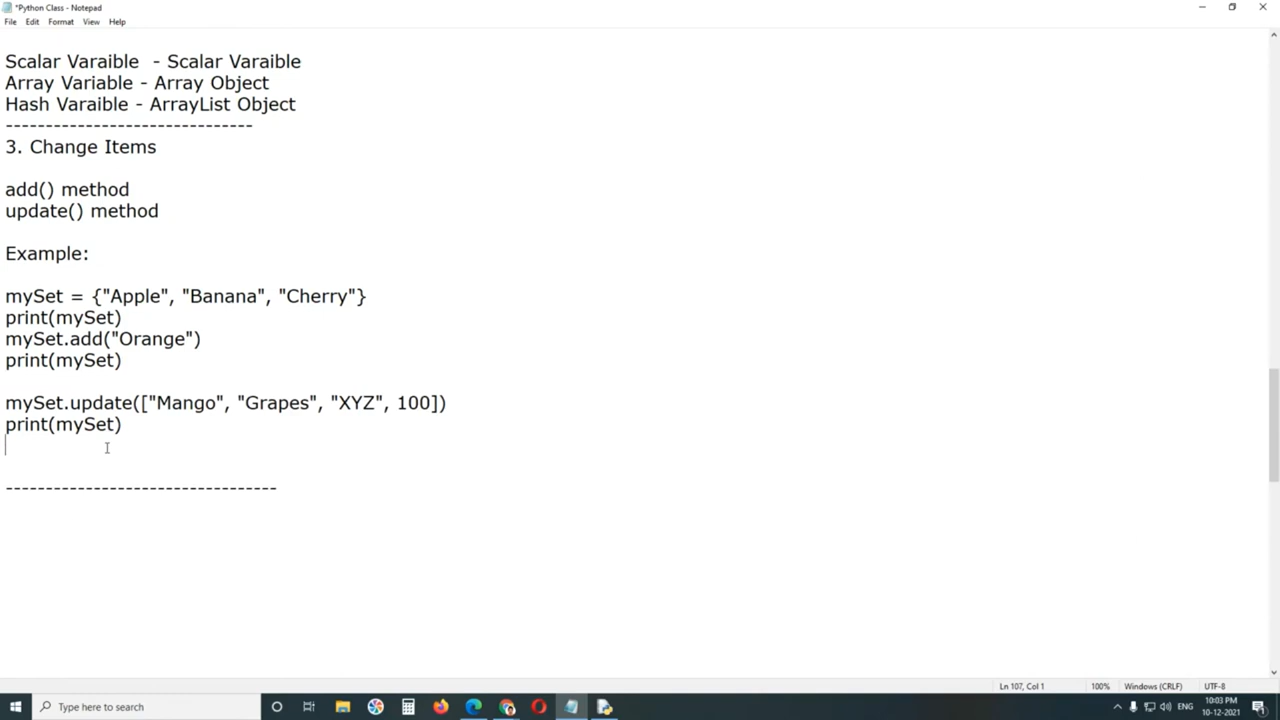 *Python Class - Notepad
File Edit Format View Help
Scalar Varaible  - Scalar Varaible
Array Variable - Array Object
Hash Varaible - ArrayList Object
-------------------------------
3. Change Items
add() method
update() method
Example:
mySet = {"Apple", "Banana", "Cherry"}
print(mySet)
mySet.add("Orange")
print(mySet)
mySet.update(["Mango", "Grapes", "XYZ", 100])
print(mySet)
----------------------------------
Ln 107, Col 1 100% Windows (CRLF) UTF-8
Type here to search
ENG
10:03 PM
10-12-2021
1